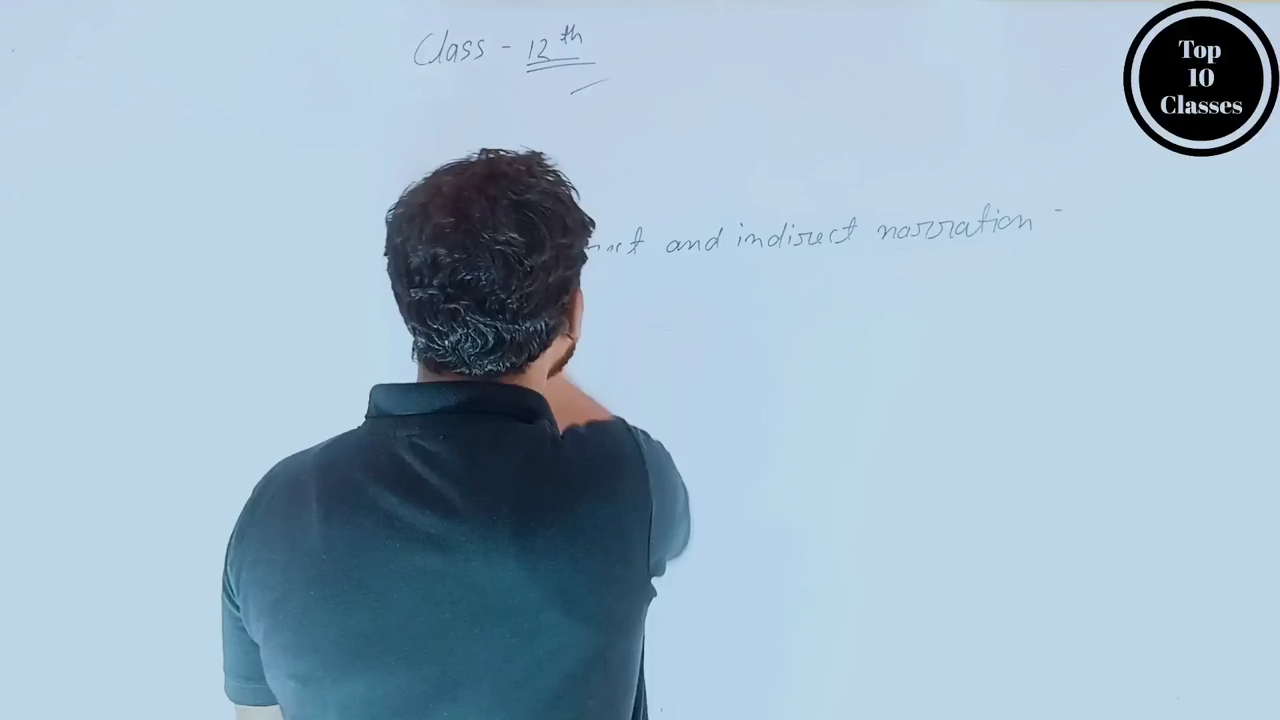 Class - 12th
and indirect narration -
Top
10
Classes